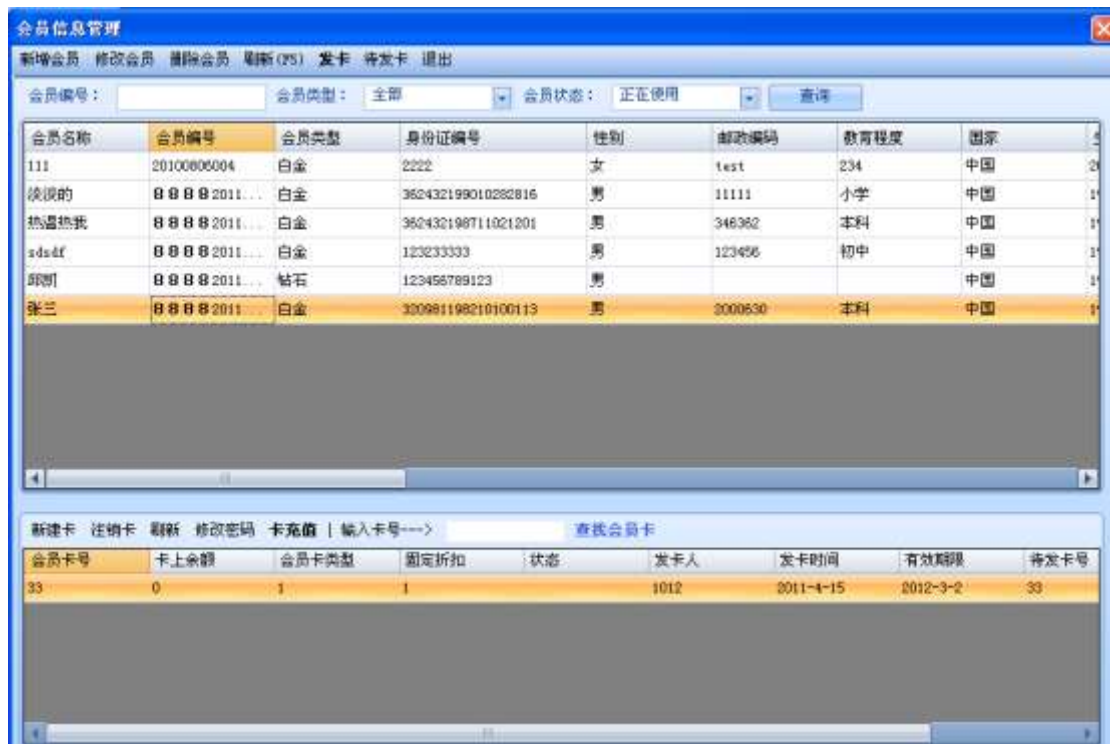 会员信息管理
新增会员 修改会员 删除会员 刷新(F5) 发卡 待发卡 退出
会员编号： 会员类型： 全部 会员状态： 正在使用 查询
会员名称 会员编号 会员类型 身份证编号 性别 邮政编码 教育程度 国家
111 20100806004 白金 2222 女 test 234 中国
淡淡的 88882011... 白金 362432199010282816 男 11111 小学 中国
热温热我 88882011... 白金 362432198711021201 男 346362 本科 中国
sdsdf 88882011... 白金 123233333 男 123456 初中 中国
88882011... 钻石 123456789123 男 中国
张三 88882011... 白金 320981198210100113 男 2000630 本科 中国
新建卡 注销卡 刷新 修改密码 卡充值 | 输入卡号---> 查找会员卡
会员卡号 卡上余额 会员卡类型 固定折扣 状态 发卡人 发卡时间 有效期限 待发卡号
33 0 1 1 1012 2011-4-15 2012-3-2 33